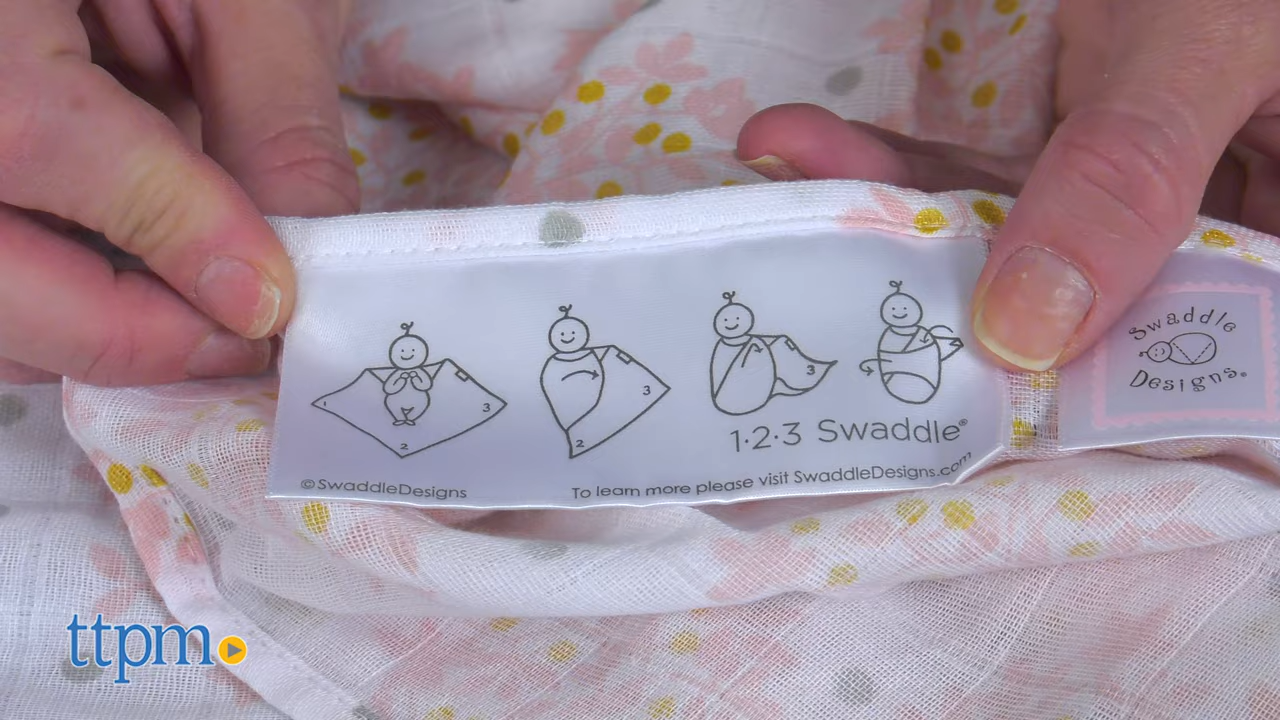 1
2
3
2
3
3
1·2·3 Swaddle®
© SwaddleDesigns
To learn more please visit SwaddleDesigns.com
Swaddle
Designs®
ttpm